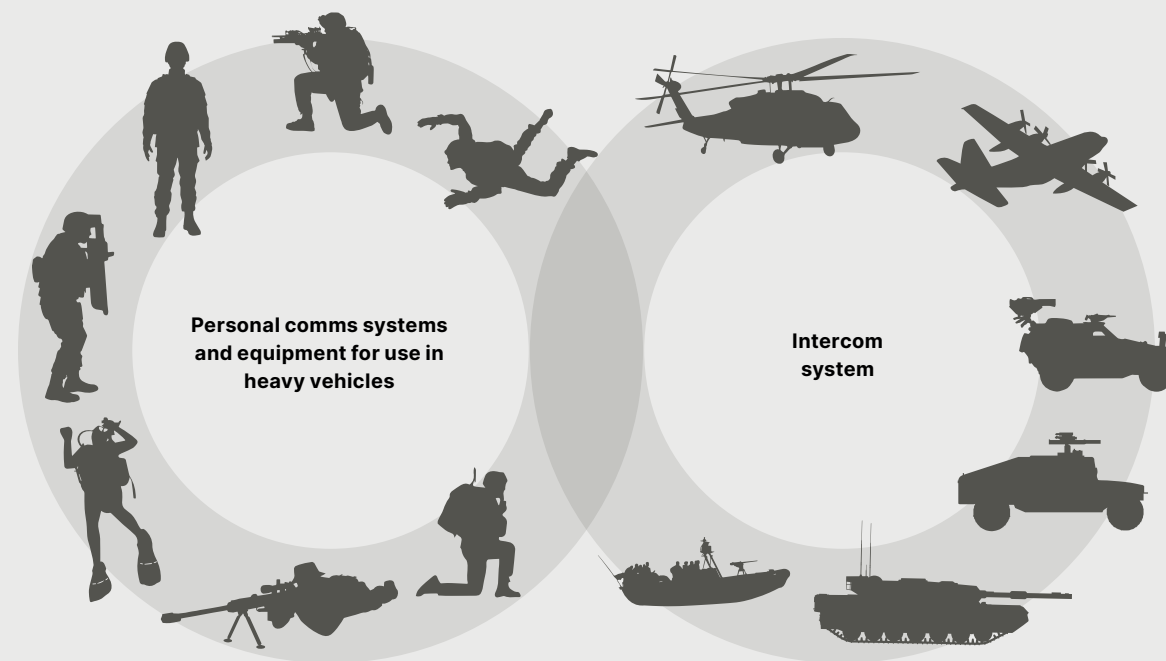 Personal comms systems
and equipment for use in
heavy vehicles
Intercom
system